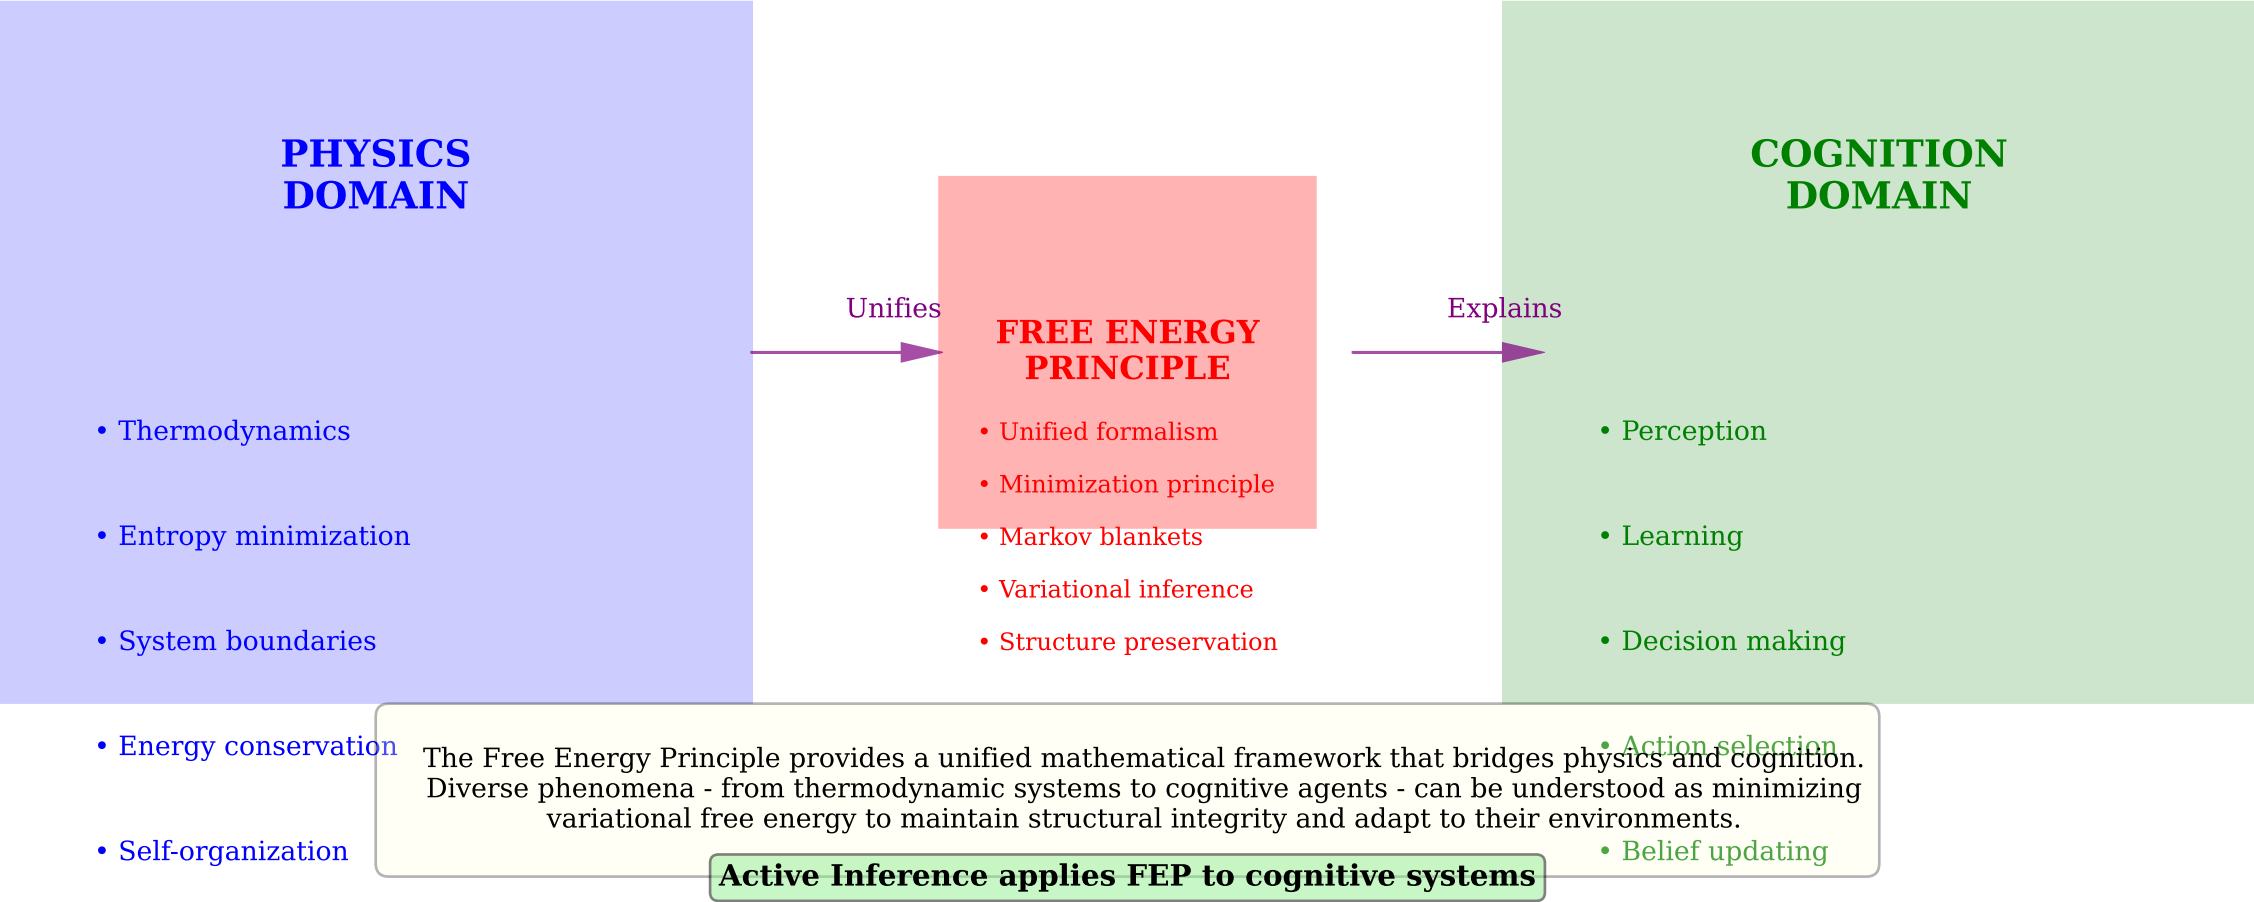 PHYSICS
DOMAIN
• Thermodynamics
• Entropy minimization
• System boundaries
• Energy conservation
• Self-organization
Unifies
FREE ENERGY
PRINCIPLE
• Unified formalism
• Minimization principle
• Markov blankets
• Variational inference
• Structure preservation
Explains
COGNITION
DOMAIN
• Perception
• Learning
• Decision making
• Action selection
• Belief updating
The Free Energy Principle provides a unified mathematical framework that bridges physics and cognition.
Diverse phenomena - from thermodynamic systems to cognitive agents - can be understood as minimizing
variational free energy to maintain structural integrity and adapt to their environments.
Active Inference applies FEP to cognitive systems